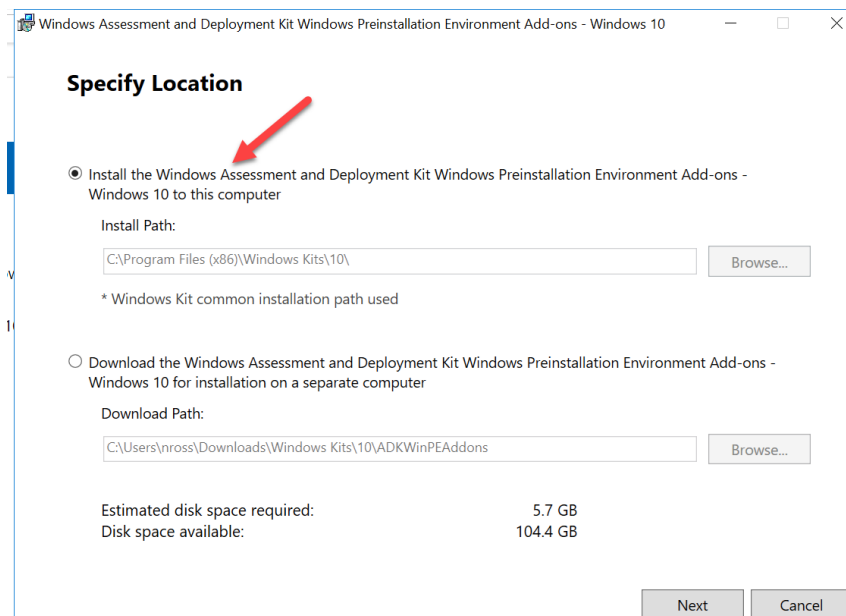 Windows Assessment and Deployment Kit Windows Preinstallation Environment Add-ons - Windows 10
Specify Location
Install the Windows Assessment and Deployment Kit Windows Preinstallation Environment Add-ons -
Windows 10 to this computer
Install Path:
C:\Program Files (x86)\Windows Kits\10\
Browse...
* Windows Kit common installation path used
Download the Windows Assessment and Deployment Kit Windows Preinstallation Environment Add-ons -
Windows 10 for installation on a separate computer
Download Path:
C:\Users\nross\Downloads\Windows Kits\10\ADKWinPEAddons
Browse...
Estimated disk space required: 5.7 GB
Disk space available: 104.4 GB
Next
Cancel